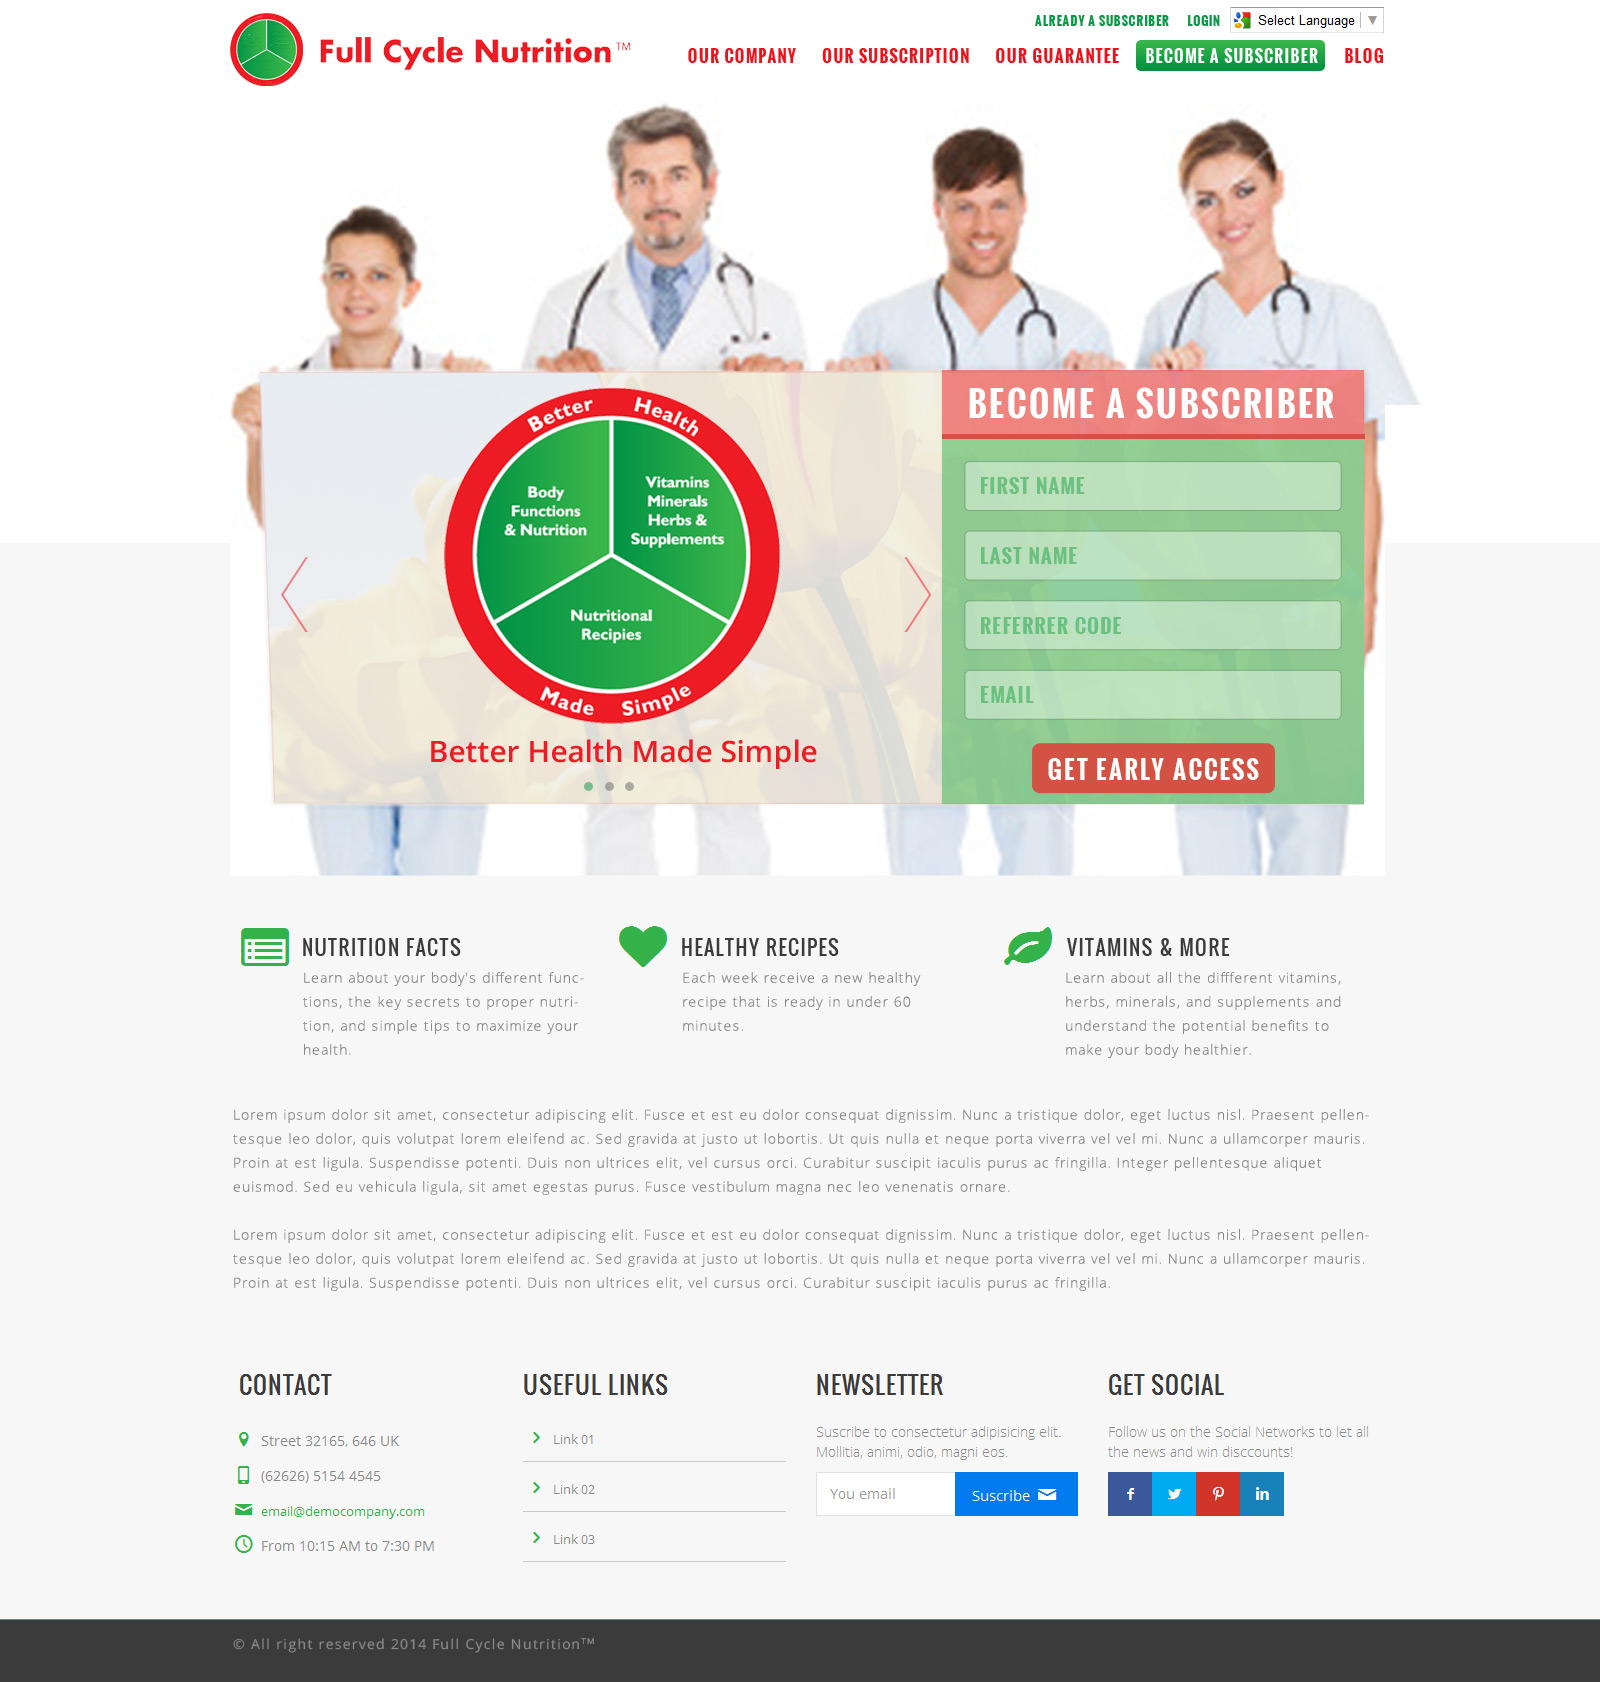 ALREADY A SUBSCRIBER LOGIN Select Language
Full Cycle Nutrition™
OUR COMPANY OUR SUBSCRIPTION OUR GUARANTEE BECOME A SUBSCRIBER BLOG
Better Health
Body
Functions
& Nutrition
Vitamins
Minerals
Herbs &
Supplements
Nutritional
Recipies
Made Simple
Better Health Made Simple
BECOME A SUBSCRIBER
FIRST NAME
LAST NAME
REFERRER CODE
EMAIL
GET EARLY ACCESS
NUTRITION FACTS
Learn about your body's different func-
tions, the key secrets to proper nutri-
tion, and simple tips to maximize your
health.
HEALTHY RECIPES
Each week receive a new healthy
recipe that is ready in under 60
minutes.
VITAMINS & MORE
Learn about all the diffferent vitamins,
herbs, minerals, and supplements and
understand the potential benefits to
make your body healthier.
Lorem ipsum dolor sit amet, consectetur adipiscing elit. Fusce et est eu dolor consequat dignissim. Nunc a tristique dolor, eget luctus nisl. Praesent pellen-
tesque leo dolor, quis volutpat lorem eleifend ac. Sed gravida at justo ut lobortis. Ut quis nulla et neque porta viverra vel vel mi. Nunc a ullamcorper mauris.
Proin at est ligula. Suspendisse potenti. Duis non ultrices elit, vel cursus orci. Curabitur suscipit iaculis purus ac fringilla. Integer pellentesque aliquet
euismod. Sed eu vehicula ligula, sit amet egestas purus. Fusce vestibulum magna nec leo venenatis ornare.
Lorem ipsum dolor sit amet, consectetur adipiscing elit. Fusce et est eu dolor consequat dignissim. Nunc a tristique dolor, eget luctus nisl. Praesent pellen-
tesque leo dolor, quis volutpat lorem eleifend ac. Sed gravida at justo ut lobortis. Ut quis nulla et neque porta viverra vel vel mi. Nunc a ullamcorper mauris.
Proin at est ligula. Suspendisse potenti. Duis non ultrices elit, vel cursus orci. Curabitur suscipit iaculis purus ac fringilla.
CONTACT
Street 32165, 646 UK
(62626) 5154 4545
email@democompany.com
From 10:15 AM to 7:30 PM
USEFUL LINKS
Link 01
Link 02
Link 03
NEWSLETTER
Suscribe to consectetur adipisicing elit.
Mollitia, animi, odio, magni eos.
You email
Suscribe
GET SOCIAL
Follow us on the Social Networks to let all
the news and win disccounts!
© All right reserved 2014 Full Cycle Nutrition™